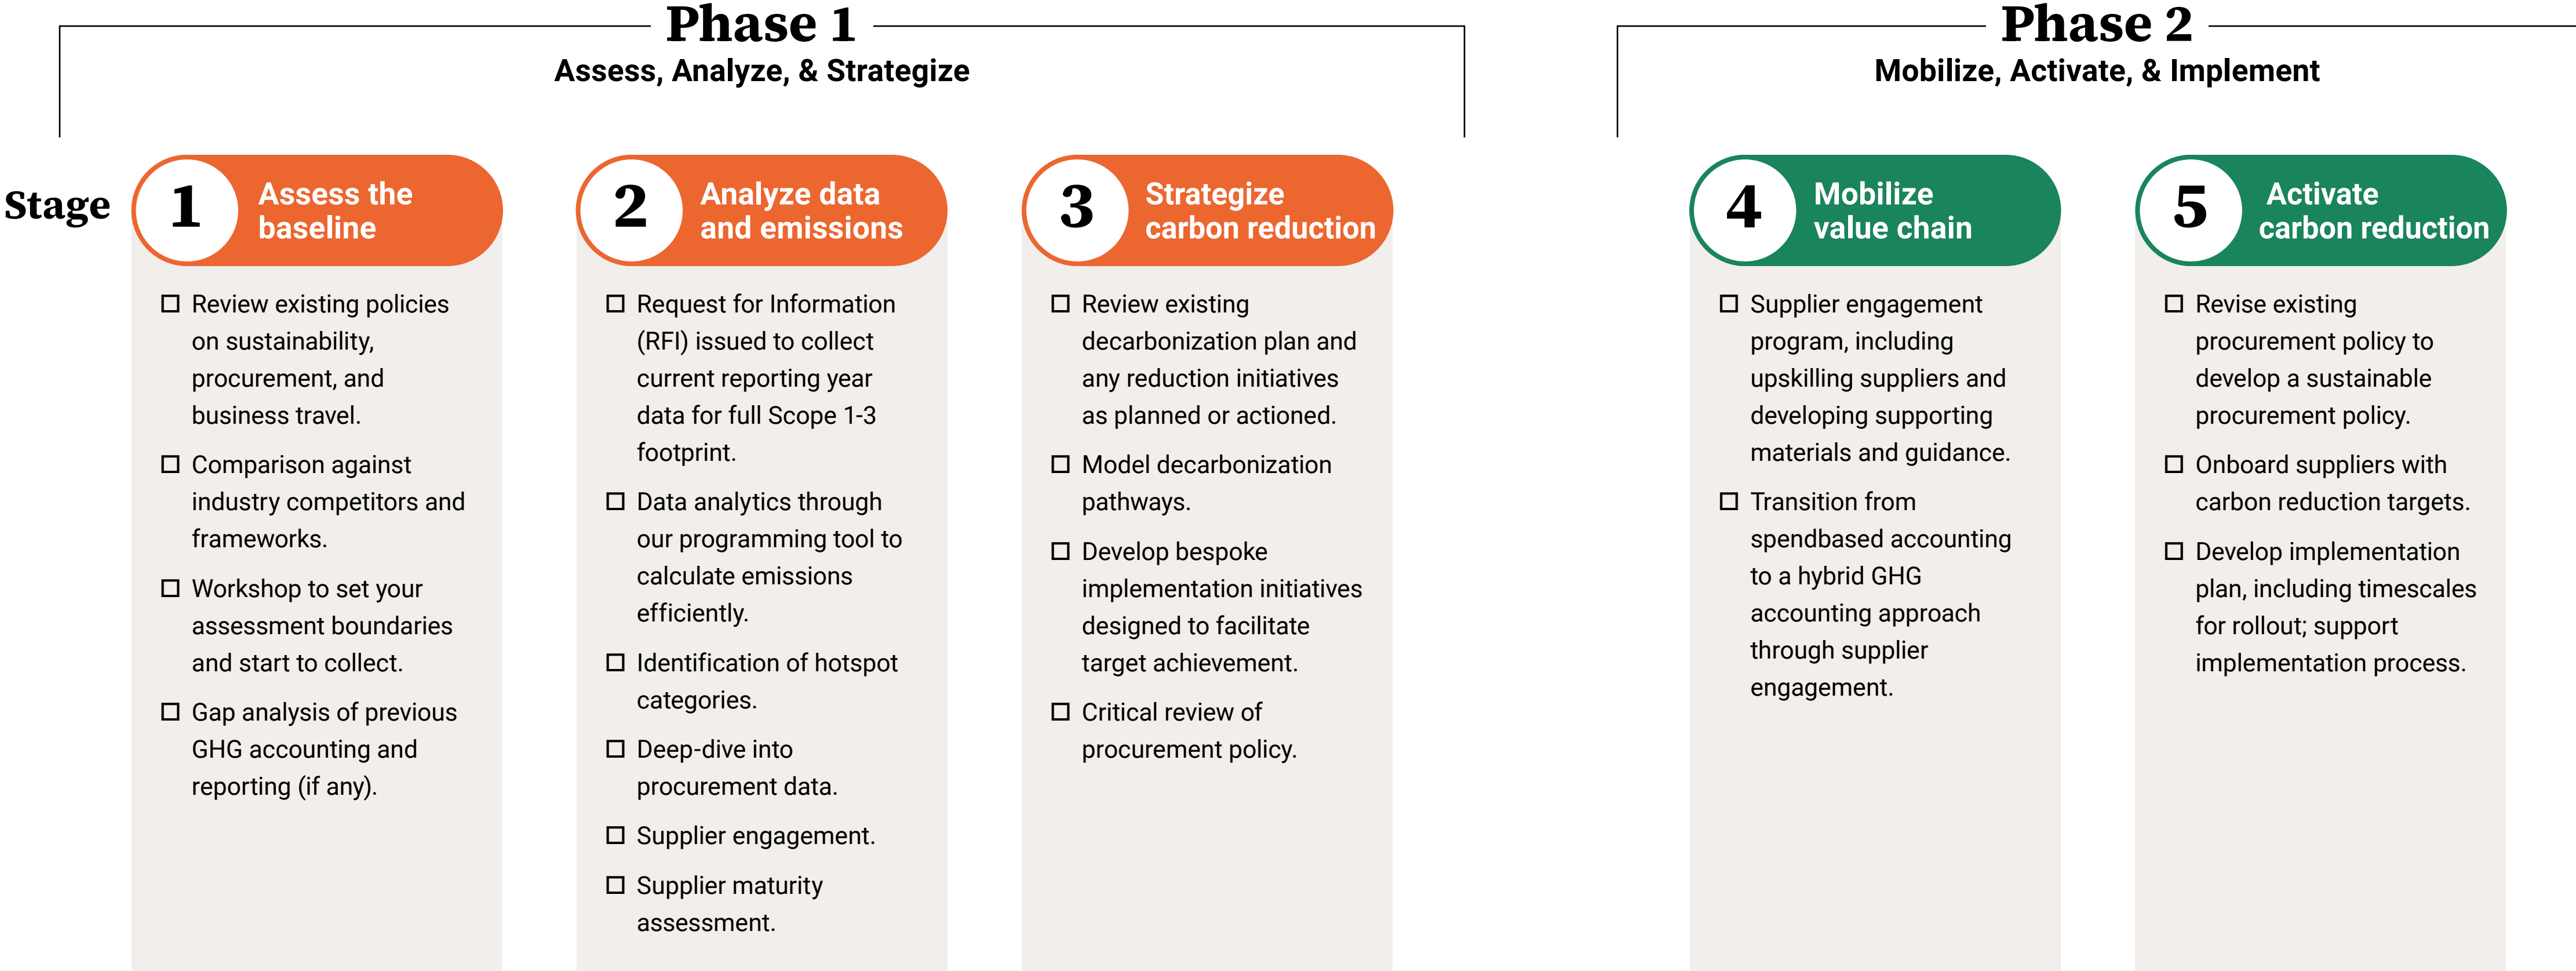 Phase 1
Assess, Analyze, & Strategize
Phase 2
Mobilize, Activate, & Implement
Stage
1
Assess the
baseline
Review existing policies
on sustainability,
procurement, and
business travel.
Comparison against
industry competitors and
frameworks.
Workshop to set your
assessment boundaries
and start to collect.
Gap analysis of previous
GHG accounting and
reporting (if any).
2
Analyze data
and emissions
Request for Information
(RFI) issued to collect
current reporting year
data for full Scope 1-3
footprint.
Data analytics through
our programming tool to
calculate emissions
efficiently.
Identification of hotspot
categories.
Deep-dive into
procurement data.
Supplier engagement.
Supplier maturity
assessment.
3
Strategize
carbon reduction
Review existing
decarbonization plan and
any reduction initiatives
as planned or actioned.
Model decarbonization
pathways.
Develop bespoke
implementation initiatives
designed to facilitate
target achievement.
Critical review of
procurement policy.
4
Mobilize
value chain
Supplier engagement
program, including
upskilling suppliers and
developing supporting
materials and guidance.
Transition from
spendbased accounting
to a hybrid GHG
accounting approach
through supplier
engagement.
5
Activate
carbon reduction
Revise existing
procurement policy to
develop a sustainable
procurement policy.
Onboard suppliers with
carbon reduction targets.
Develop implementation
plan, including timescales
for rollout; support
implementation process.